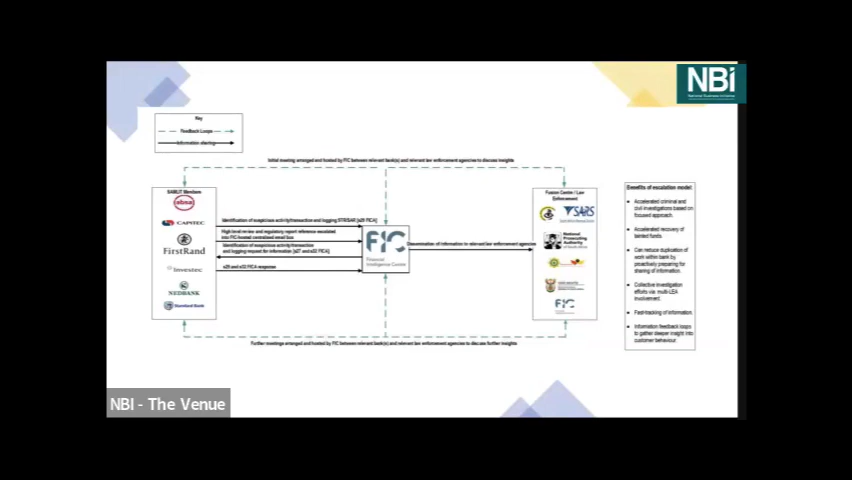 NBi
National Business Initiative
Key
Feedback Loops
Information sharing
Initial meeting arranged and hosted by FIC between relevant bank(s) and relevant law enforcement agencies to discuss insights
SAMLIT Members
absa
CAPITEC
FirstRand
Investec
NEDBANK
Standard Bank
Identification of suspicious activity/transaction and logging STR/SAR [s29 FICA]
High level review and regulatory report reference escalated
into FIC hosted centralized email box
Identification of suspicious activity/transaction
and logging request for information [s27 and s32 FICA]
s29 and s32 FICA response
FIC
Financial
Intelligence Centre
Dissemination of information to relevant law enforcement agencies
Fusion Centre / Law
Enforcement
SARS
National
Prosecuting
Authority
FIC
Benefits of escalation model
• Accelerated criminal and
civil investigations based on
focused approach.
• Accelerated recovery of
tainted funds.
• Can reduce duplication of
work within bank by
proactively preparing for
sharing of information.
• Collective investigation
efforts via multi-LEA
involvement.
• Fast-tracking of information.
• Information feedback loops
to gather deeper insight into
customer behaviour
Further meetings arranged and hosted by FIC between relevant bank(s) and relevant law enforcement agencies to discuss further insights
NBI - The Venue